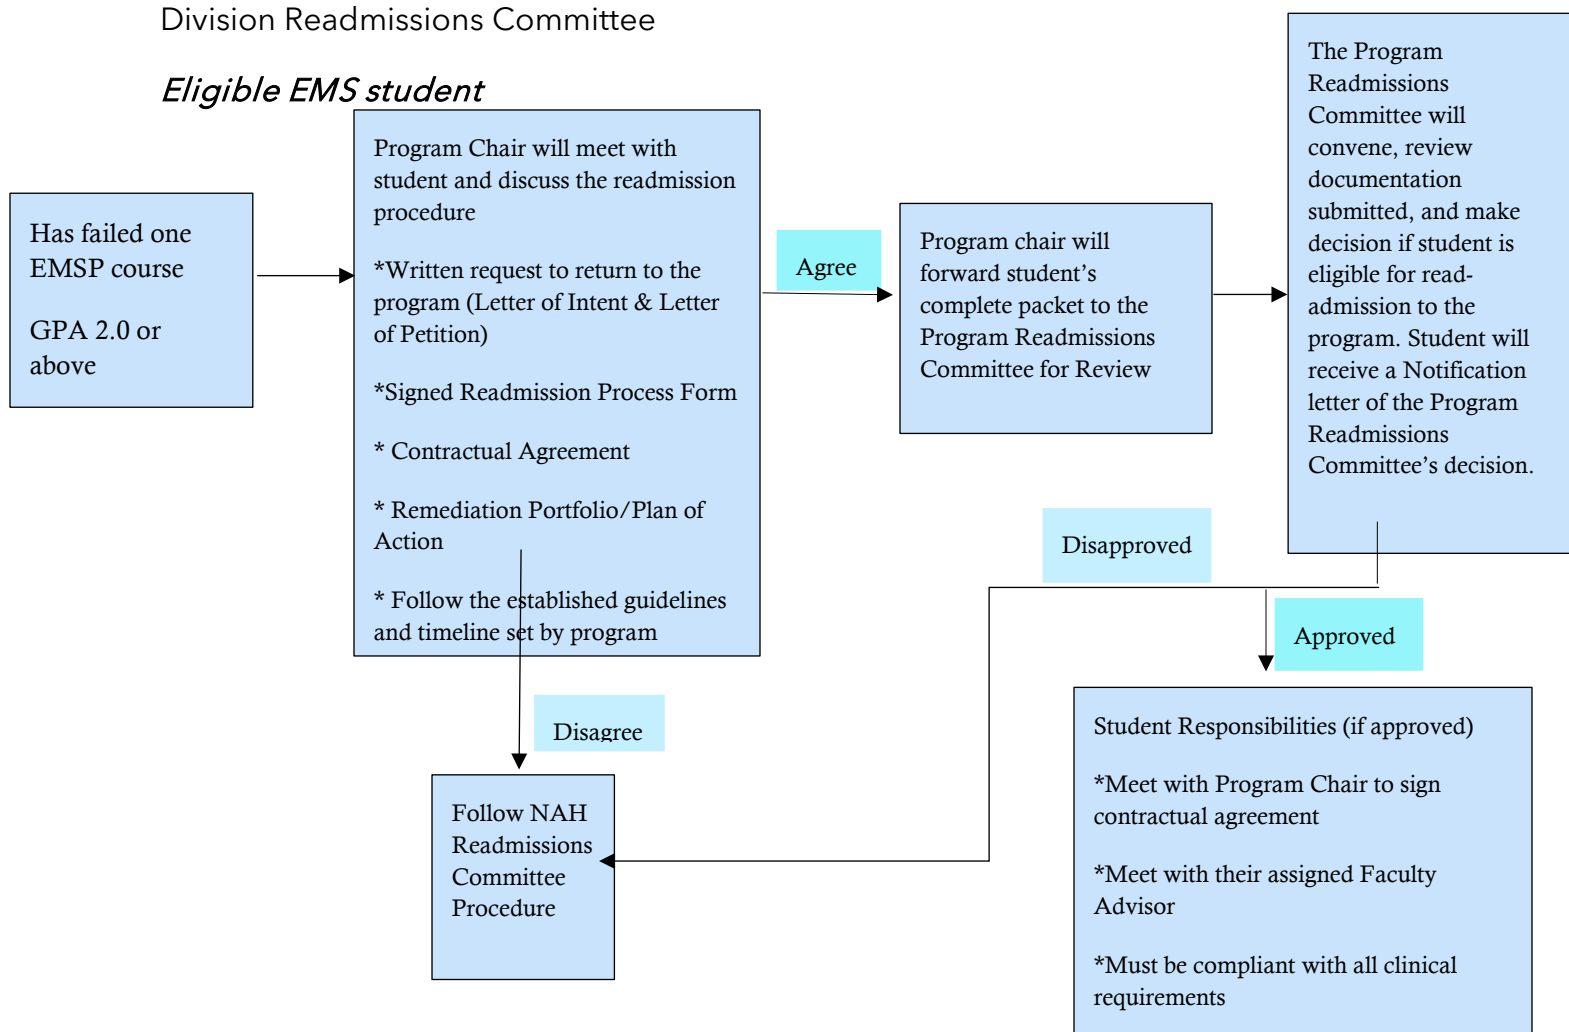 Division Readmissions Committee
Eligible EMS student
Has failed one
EMSP course
GPA 2.0 or
above
Program Chair will meet with
student and discuss the readmission
procedure
*Written request to return to the
program (Letter of Intent & Letter
of Petition)
*Signed Readmission Process Form
* Contractual Agreement
* Remediation Portfolio/Plan of
Action
* Follow the established guidelines
and timeline set by program
Agree
Program chair will
forward student’s
complete packet to the
Program Readmissions
Committee for Review
The Program
Readmissions
Committee will
convene, review
documentation
submitted, and make
decision if student is
eligible for read-
admission to the
program. Student will
receive a Notification
letter of the Program
Readmissions
Committee’s decision.
Disagree
Follow NAH
Readmissions
Committee
Procedure
Disapproved
Approved
Student Responsibilities (if approved)
*Meet with Program Chair to sign
contractual agreement
*Meet with their assigned Faculty
Advisor
*Must be compliant with all clinical
requirements